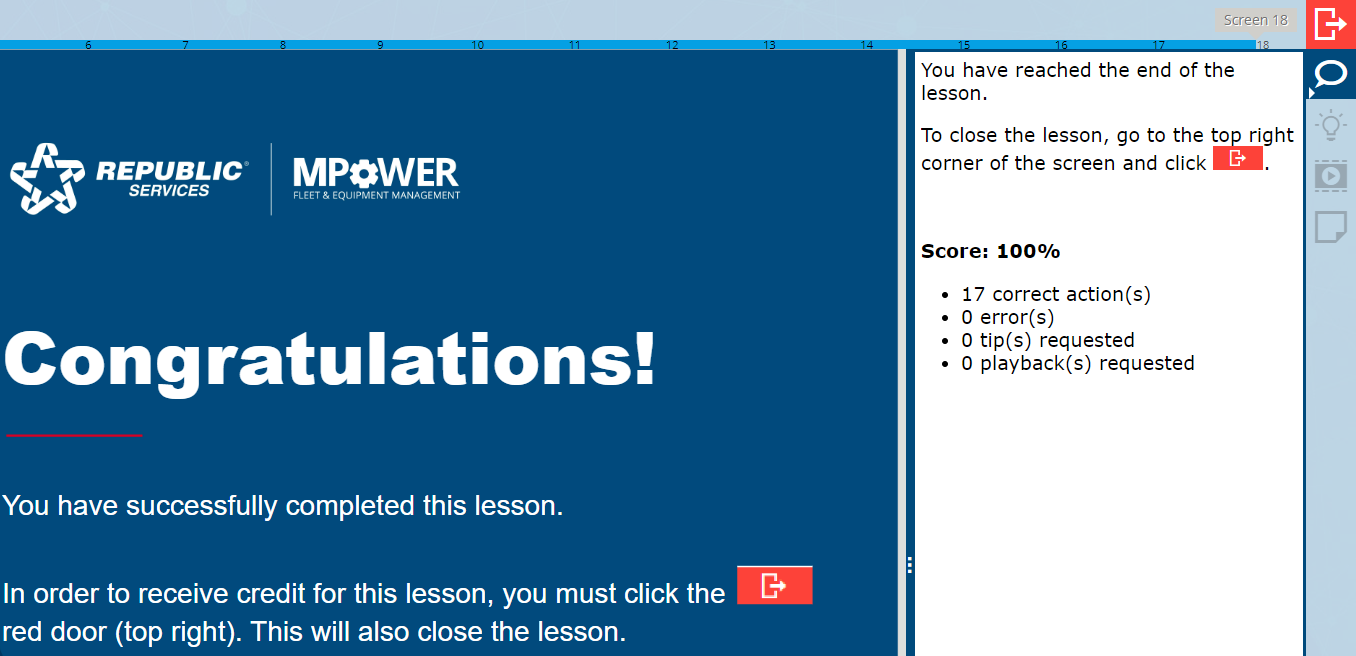 Screen 18
6 7 8 9 10 11 12 13 14 15 16 17 18
REPUBLIC®
SERVICES
MPOWER
FLEET & EQUIPMENT MANAGEMENT
Congratulations!
You have successfully completed this lesson.
In order to receive credit for this lesson, you must click the
red door (top right). This will also close the lesson.
You have reached the end of the
lesson.
To close the lesson, go to the top right
corner of the screen and click .
Score: 100%
• 17 correct action(s)
• 0 error(s)
• 0 tip(s) requested
• 0 playback(s) requested